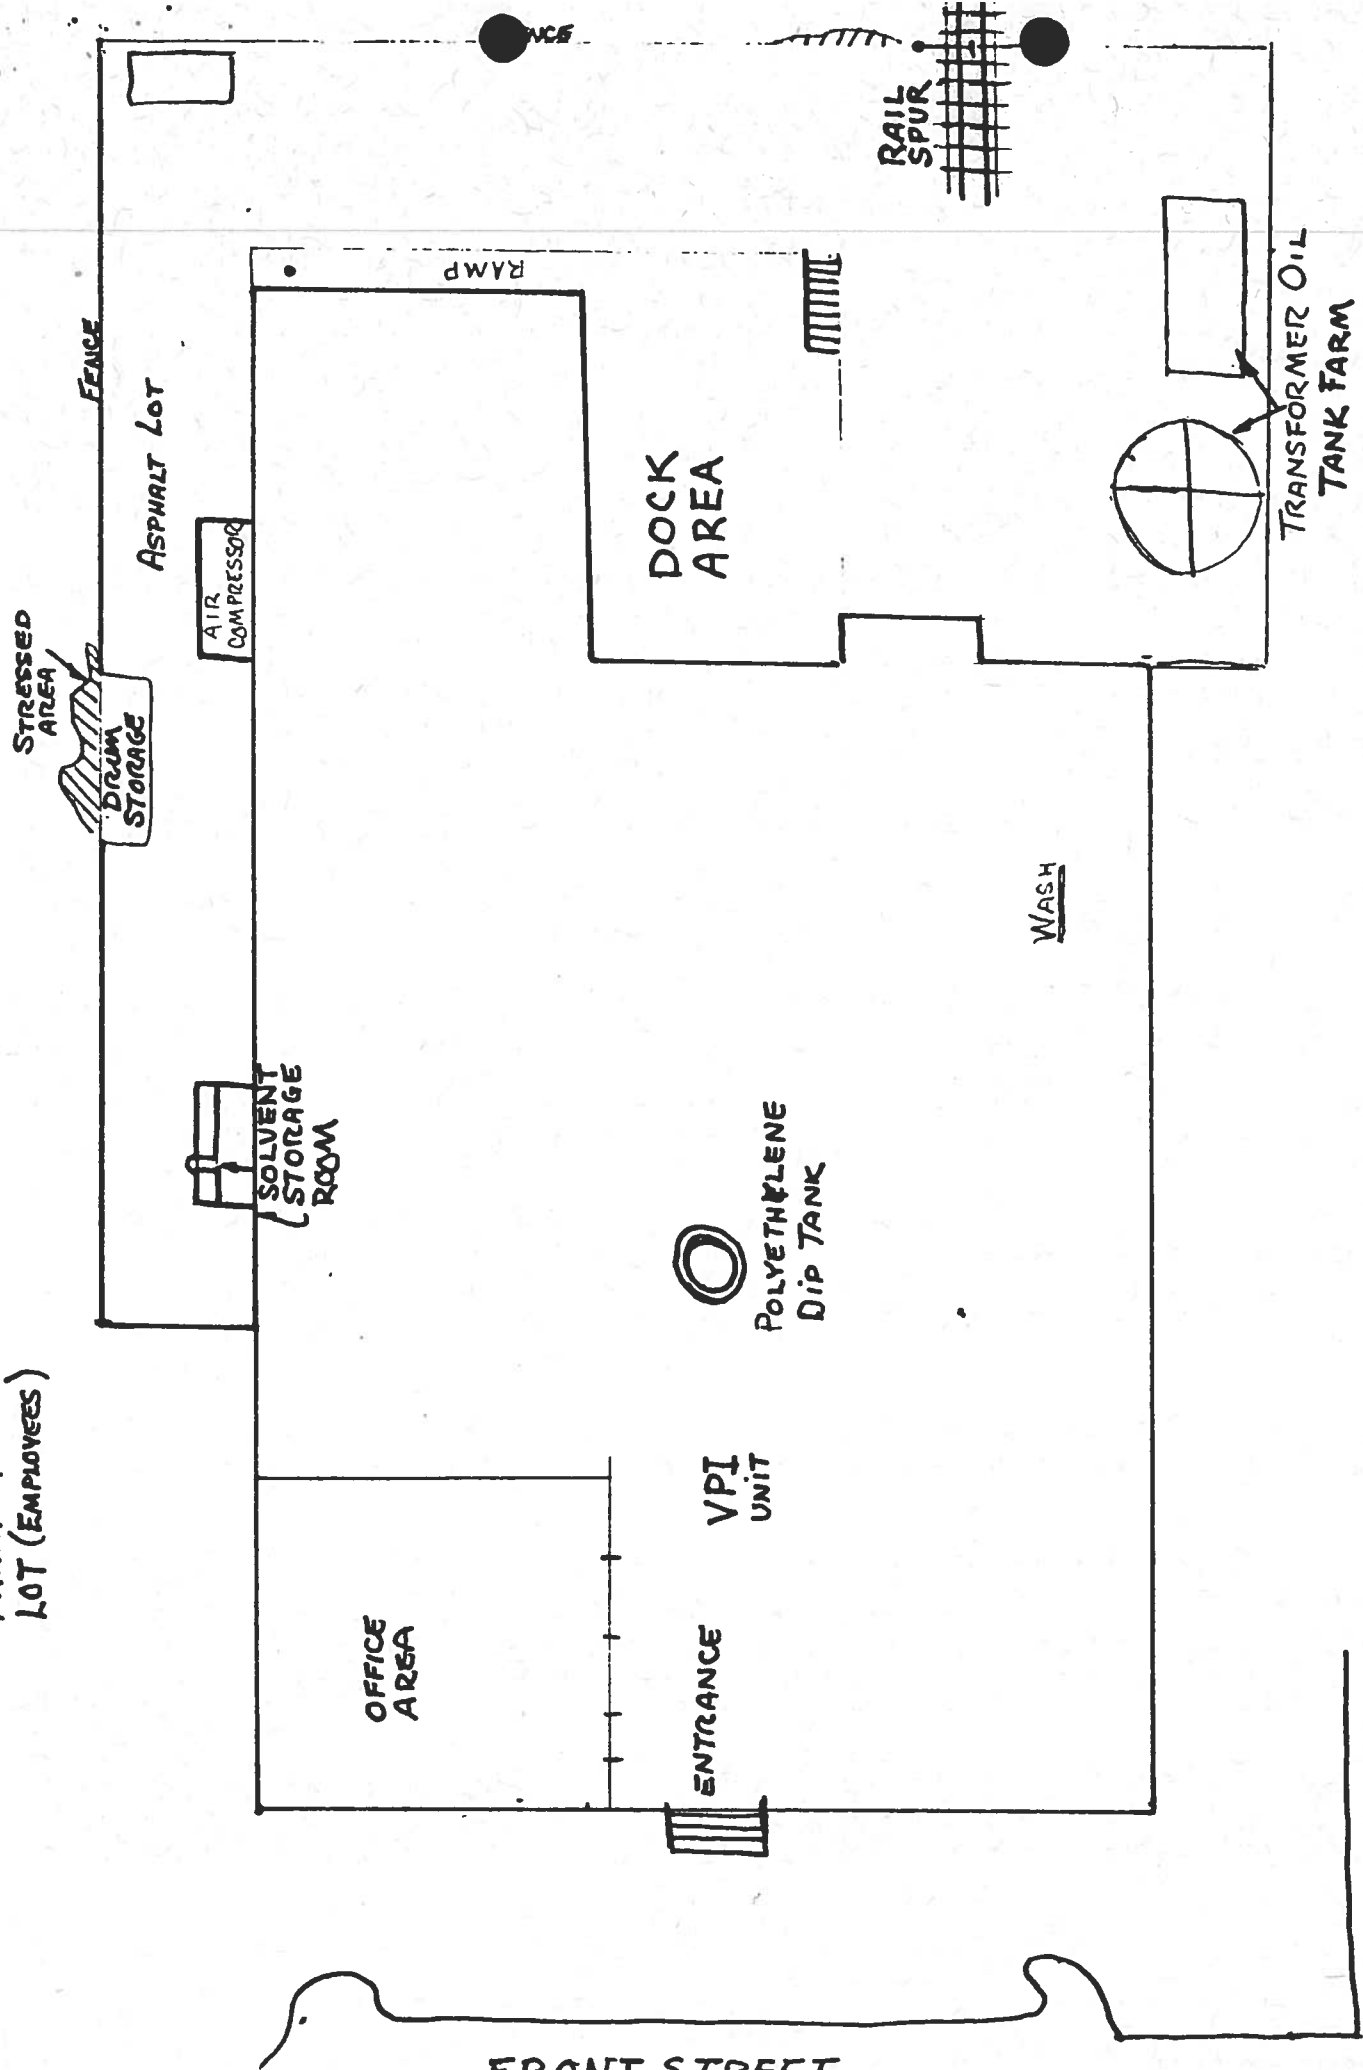 FENCE
RAIL
SPUR
RAMP
FENCE
ASPHALT LOT
TRANSFORMER OIL
TANK FARM
DOCK
AREA
AIR
COMPRESSOR
STRESSED
AREA
DRUM
STORAGE
WASH
SOLVENT
STORAGE
ROOM
POLYETHYLENE
DIP TANK
LOT (EMPLOYEES)
VPI
UNIT
OFFICE
AREA
ENTRANCE
FRONT STREET